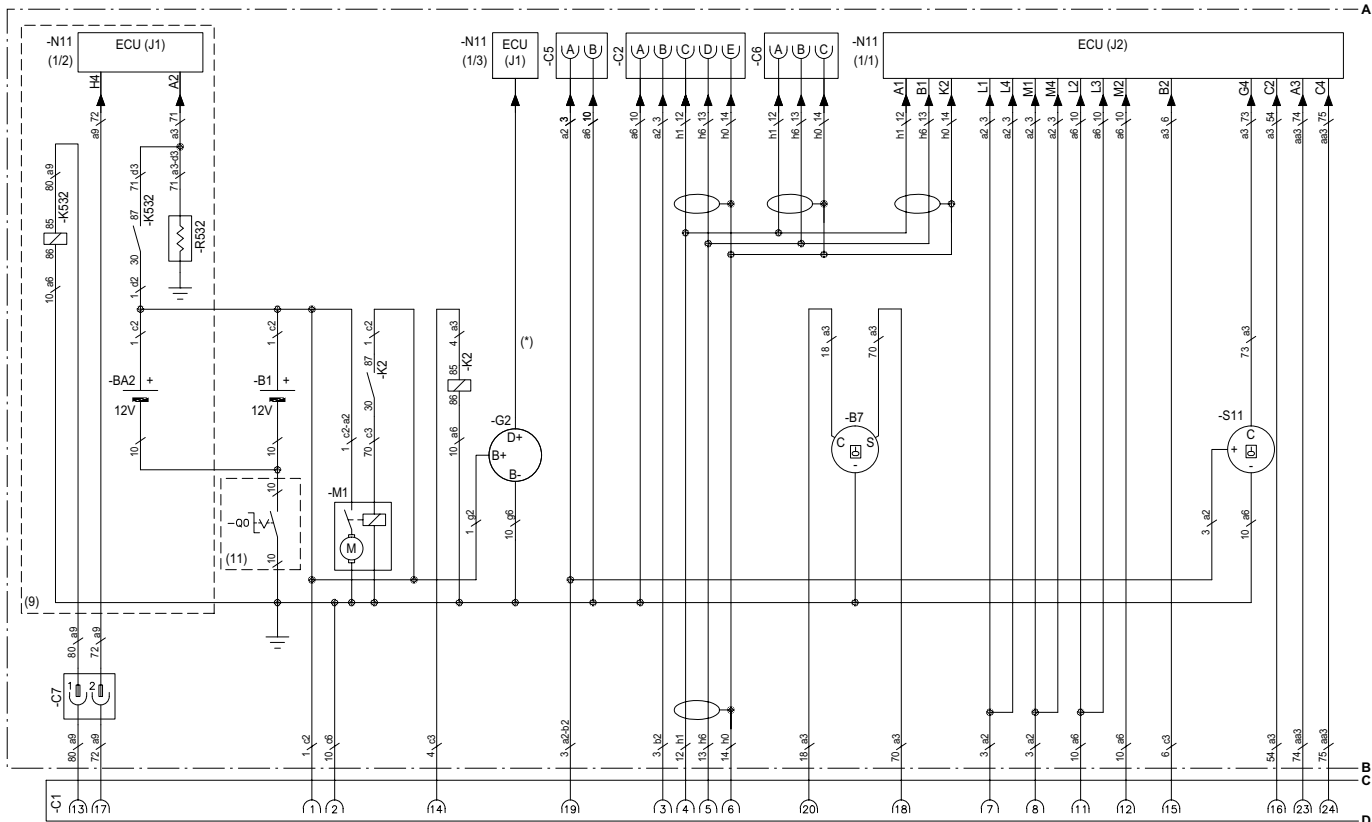 A
-N11
(1/2)
ECU (J1)
-N11
(1/3)
ECU
(J1)
-C5
A B
-C2
A B C D E
-C6
A B C
-N11
(1/1)
ECU (J2)
H4
A2
A1
B1
K2
L1
L4
M1
M4
L2
L3
M2
B2
G4
C2
A3
C4
a9 72
a3 71
a2 3
a6 10
a6 10
a2 3
h1 12
h6 13
h0 14
h1 12
h6 13
h0 14
h1 12
h6 13
h0 14
a2 3
a2 3
a2 3
a2 3
a6 10
a6 10
a6 10
a3 6
a3 73
a3 54
aa3 74
aa3 75
80 a9
71 d3
71 a3-d3
-K532
85
86
-K532
87
30
-R532
10 a6
1 d2
1 c2
1 c2
1 c2
4 a3
(*)
18 a3
70 a3
73 a3
-BA2
+
12V
-B1
+
12V
87
-K2
30
85
-K2
86
-G2
D+
B+
B-
-B7
C S
-
-S11
C
+
-
10
10
1 c2-a2
70 c3
10 a6
10
-Q0
10
(11)
-M1
M
1 g2
10 g6
3 a2
10 a6
(9)
80 a9
72 a9
-C7
1 2
80 a9
72 a9
1 c2
10 c6
4 c3
3 a2-b2
3 b2
12 h1
13 h6
14 h0
18 a3
70 a3
3 a2
3 a2
10 a6
10 a6
6 c3
54 a3
74 aa3
75 aa3
B
C
-C1
13 17 1 2 14 19 3 4 5 6 20 18 7 8 11 12 15 16 23 24
D